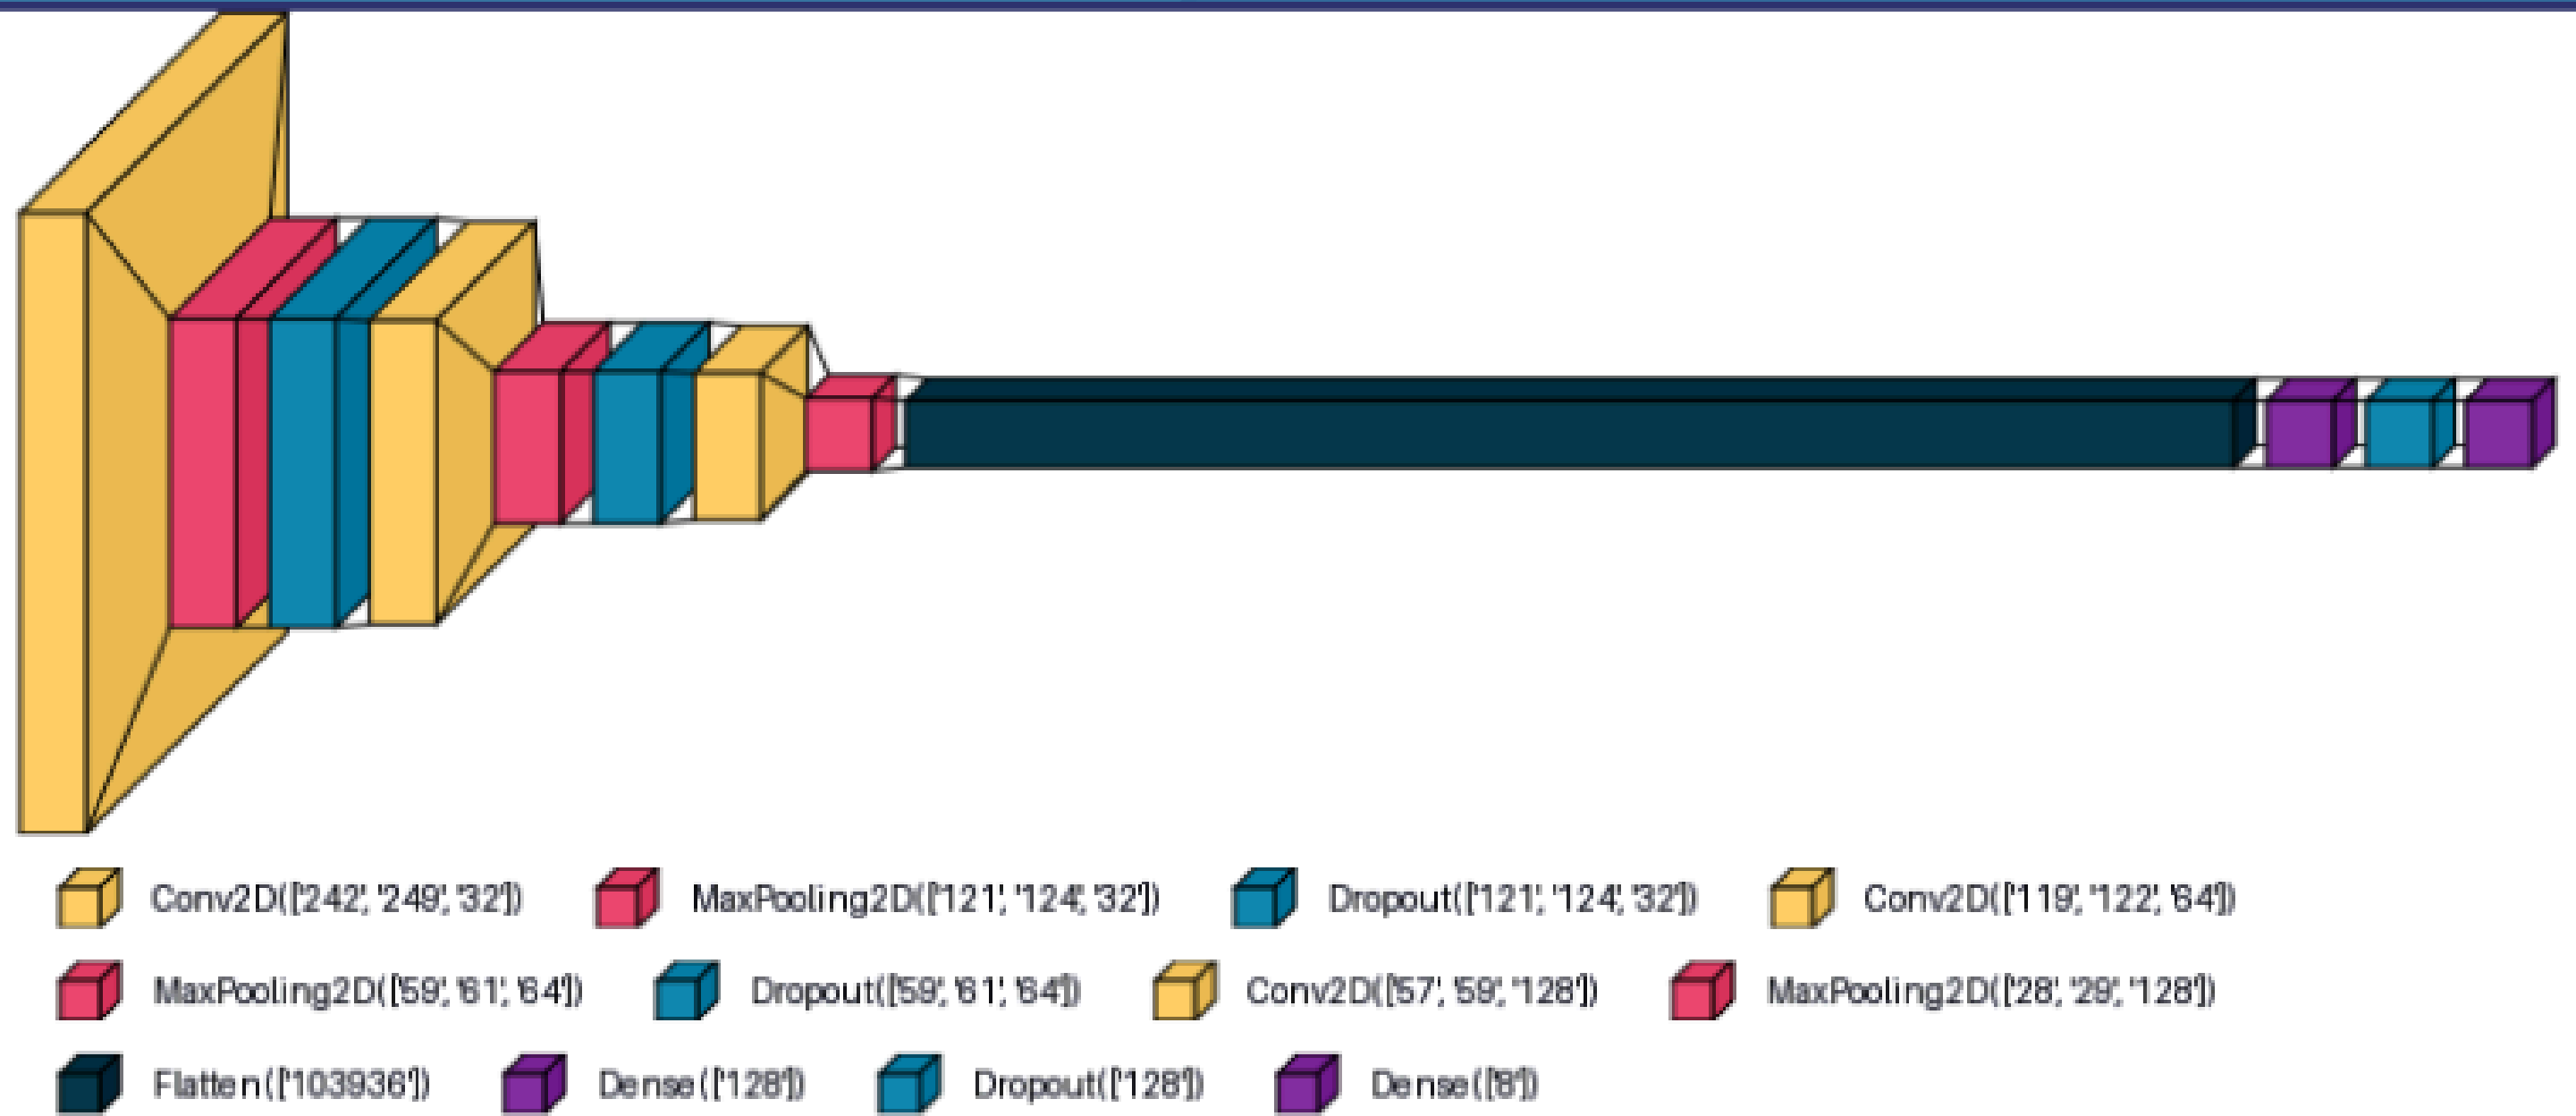 Conv2D(['242', '249', '32']) MaxPooling2D(['121', '124', '32']) Dropout(['121', '124', '32']) Conv2D(['119', '122', '64'])
MaxPooling2D(['59', '61', '64']) Dropout(['59', '61', '64']) Conv2D(['57', '59', '128']) MaxPooling2D(['28', '29', '128'])
Flatten(['103936']) Dense(['128']) Dropout(['128']) Dense(['8'])